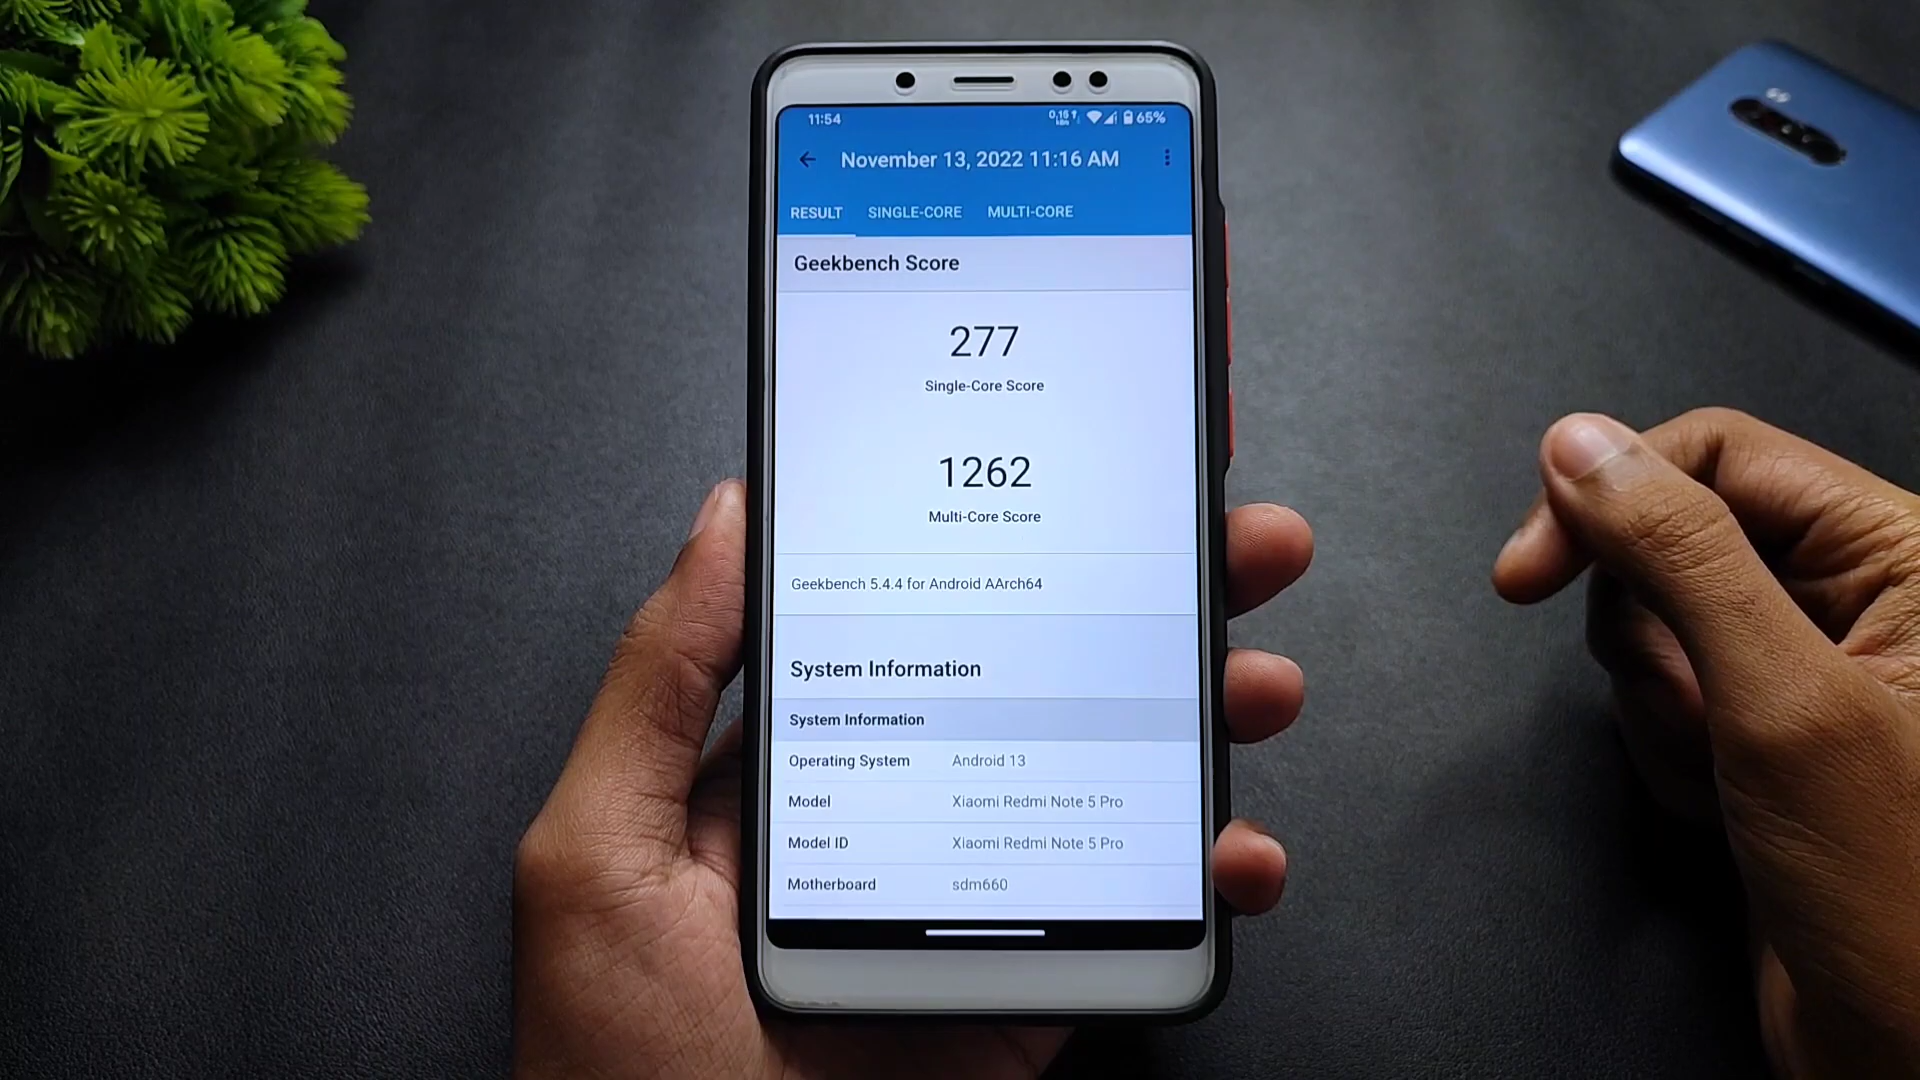 11:54
65%
November 13, 2022 11:16 AM
RESULT SINGLE-CORE MULTI-CORE
Geekbench Score
277
Single-Core Score
1262
Multi-Core Score
Geekbench 5.4.4 for Android AArch64
System Information
System Information
Operating System Android 13
Model Xiaomi Redmi Note 5 Pro
Model ID Xiaomi Redmi Note 5 Pro
Motherboard sdm660